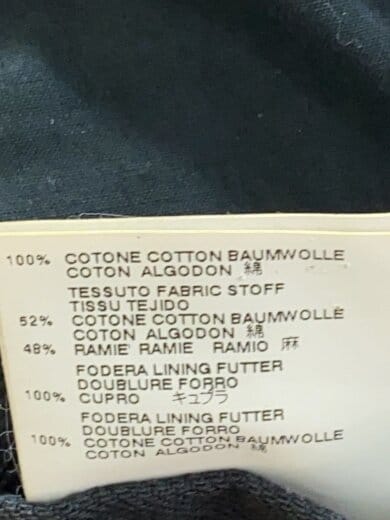 100% COTONE COTTON BAUMWOLLE
COTON ALGODON 綿
TESSUTO FABRIC STOFF
TISSU TEJIDO
52% COTONE COTTON BAUMWOLLE
COTON ALGODON 綿
48% RAMIE' RAMIE RAMIO 麻
FODERA LINING FUTTER
DOUBLURE FORRO
100% CUPRO キュプラ
FODERA LINING FUTTER
DOUBLURE FORRO
100% COTONE COTTON BAUMWOLLE
COTON ALGODON 綿